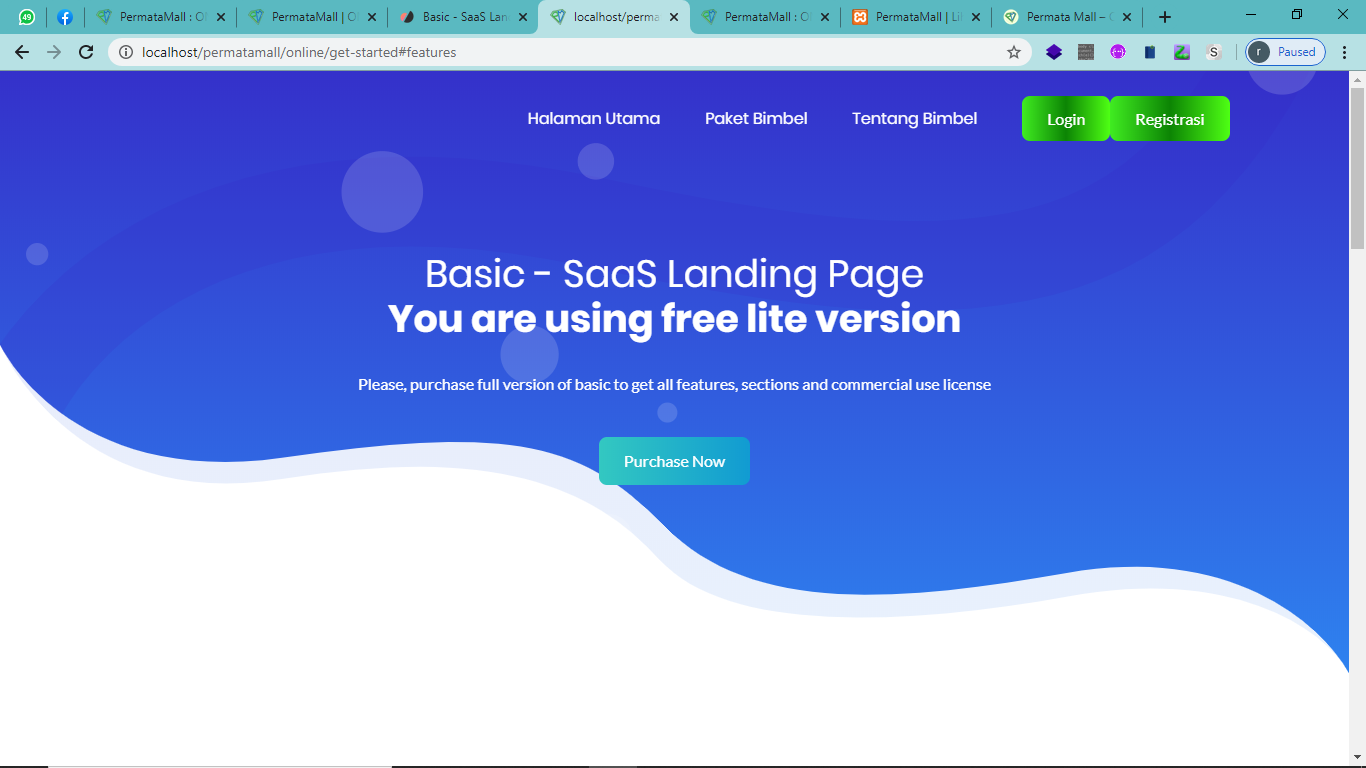 49
PermataMall : O
PermataMall | O
Basic - SaaS Lan
localhost/perma
PermataMall : O
PermataMall | Li
Permata Mall –
localhost/permatamall/online/get-started#features
S
r
Paused
Halaman Utama
Paket Bimbel
Tentang Bimbel
Login
Registrasi
Basic - SaaS Landing Page
You are using free lite version
Please, purchase full version of basic to get all features, sections and commercial use license
Purchase Now